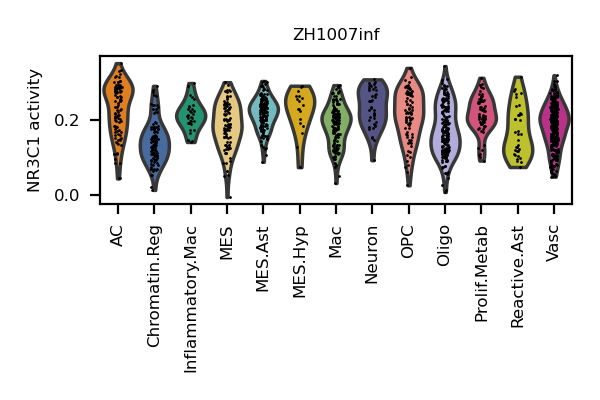 ZH1007inf
NR3C1 activity
0.2
0.0
AC
Chromatin.Reg
Inflammatory.Mac
MES
MES.Ast
MES.Hyp
Mac
Neuron
OPC
Oligo
Prolif.Metab
Reactive.Ast
Vasc